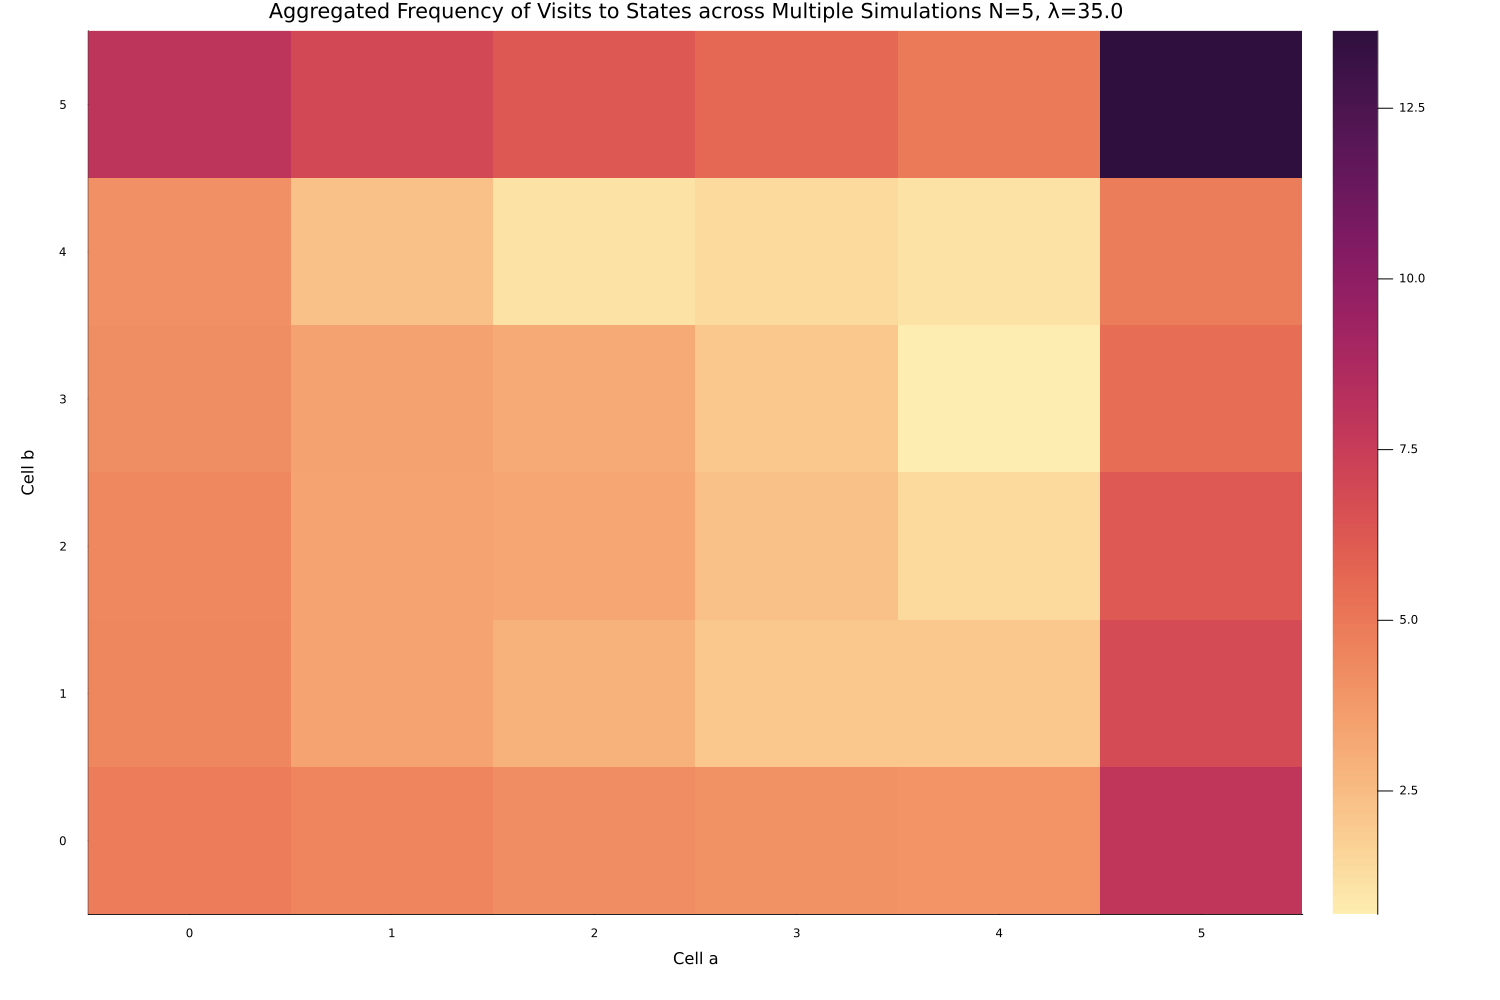 Aggregated Frequency of Visits to States across Multiple Simulations N=5, λ=35.0
5
4
3
2
1
0
Cell b
0 1 2 3 4 5
Cell a
12.5
10.0
7.5
5.0
2.5